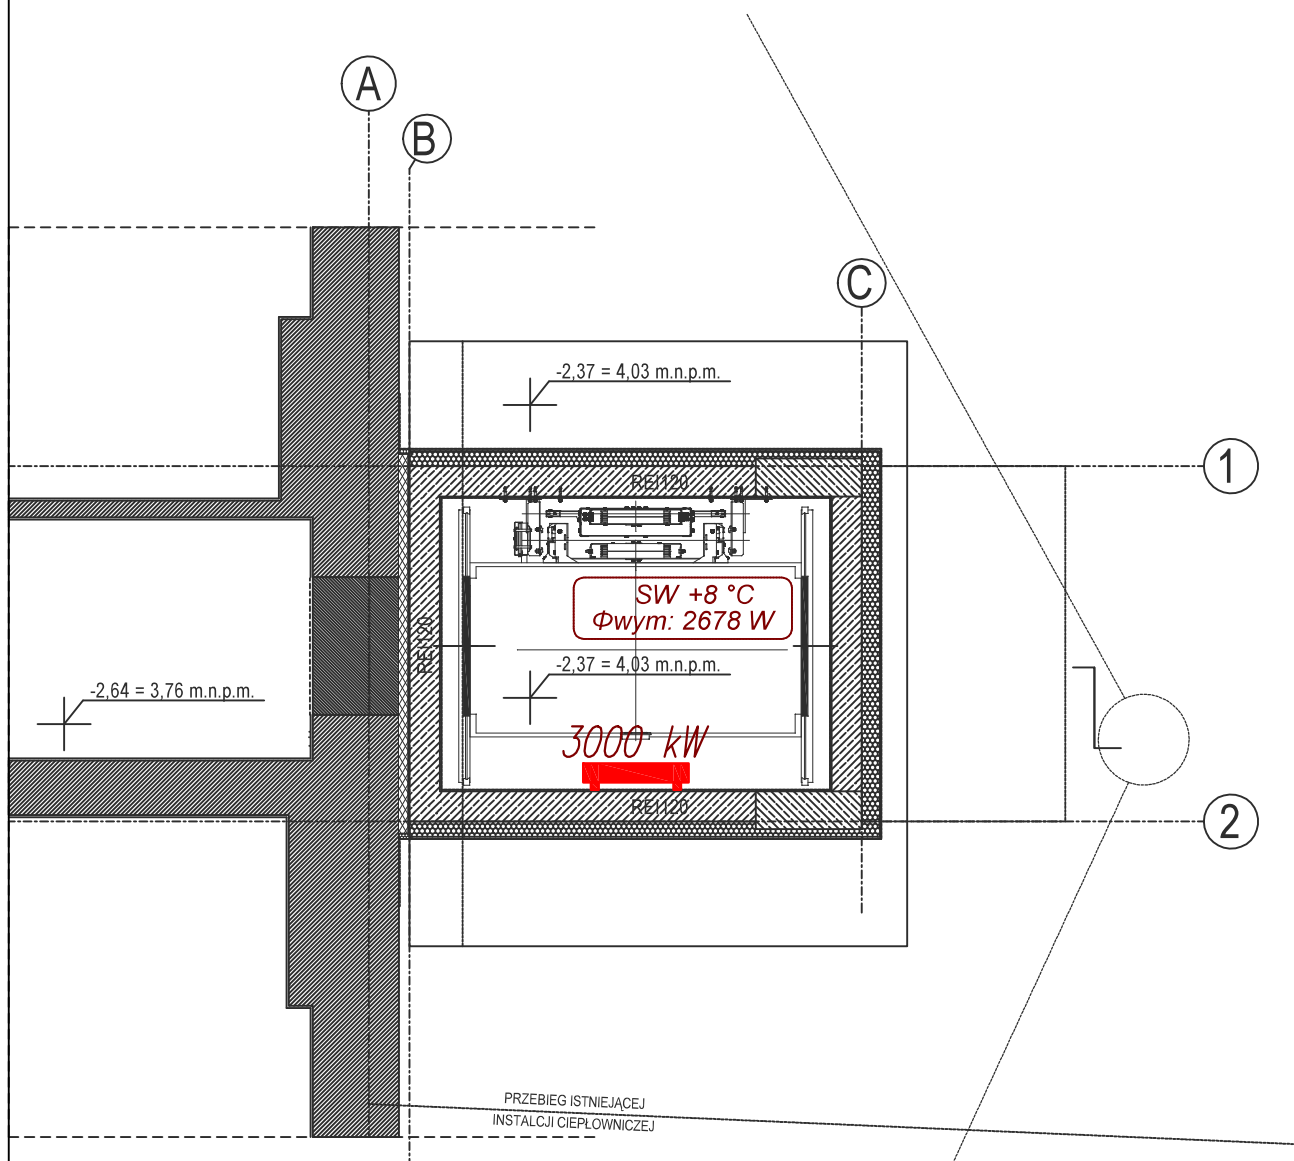 A
B
C
-2,37 = 4,03 m.n.p.m.
1
REI120
SW +8 °C
Φwym: 2678 W
REI120
-2,37 = 4,03 m.n.p.m.
-2,64 = 3,76 m.n.p.m.
3000 kW
REI120
2
PRZEBIEG ISTNIEJĄCEJ
INSTALCJI CIEPŁOWNICZEJ